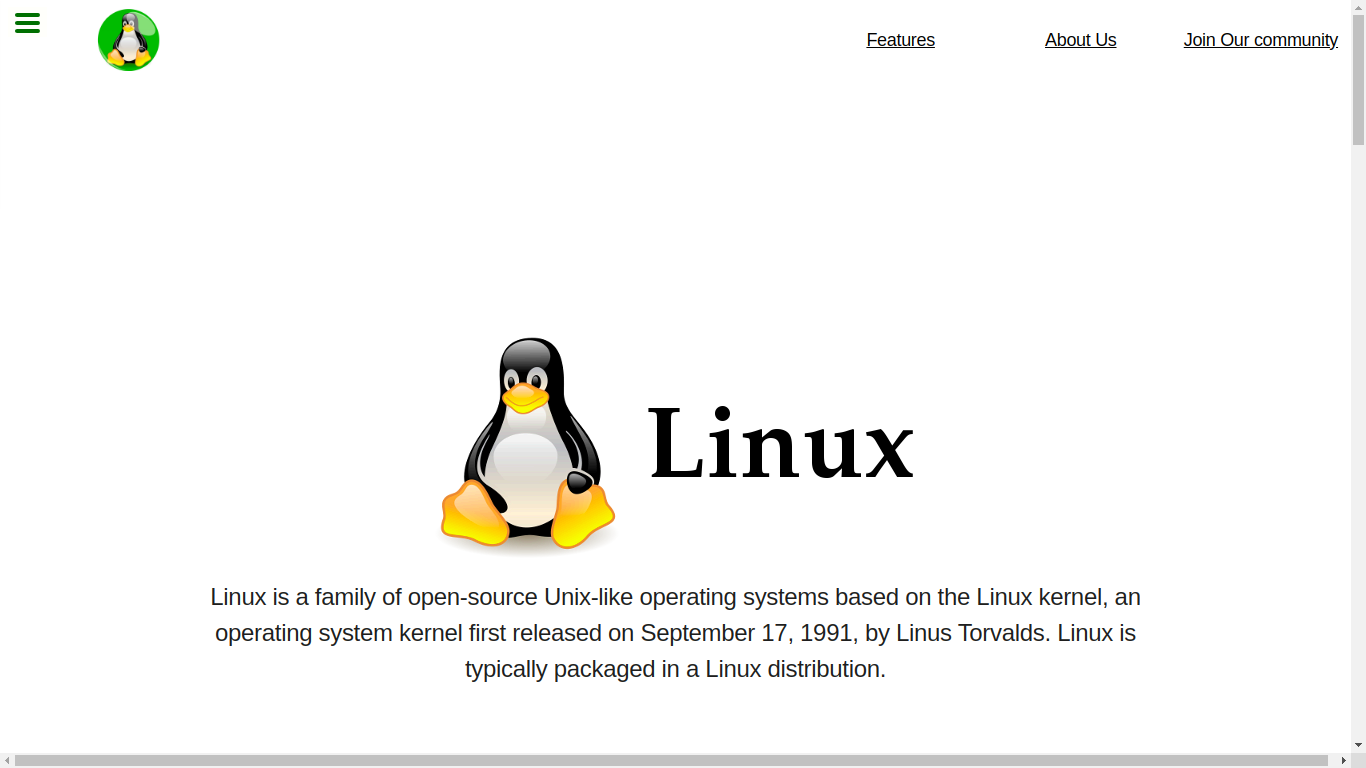 Features
About Us
Join Our community
Linux
Linux is a family of open-source Unix-like operating systems based on the Linux kernel, an
operating system kernel first released on September 17, 1991, by Linus Torvalds. Linux is
typically packaged in a Linux distribution.